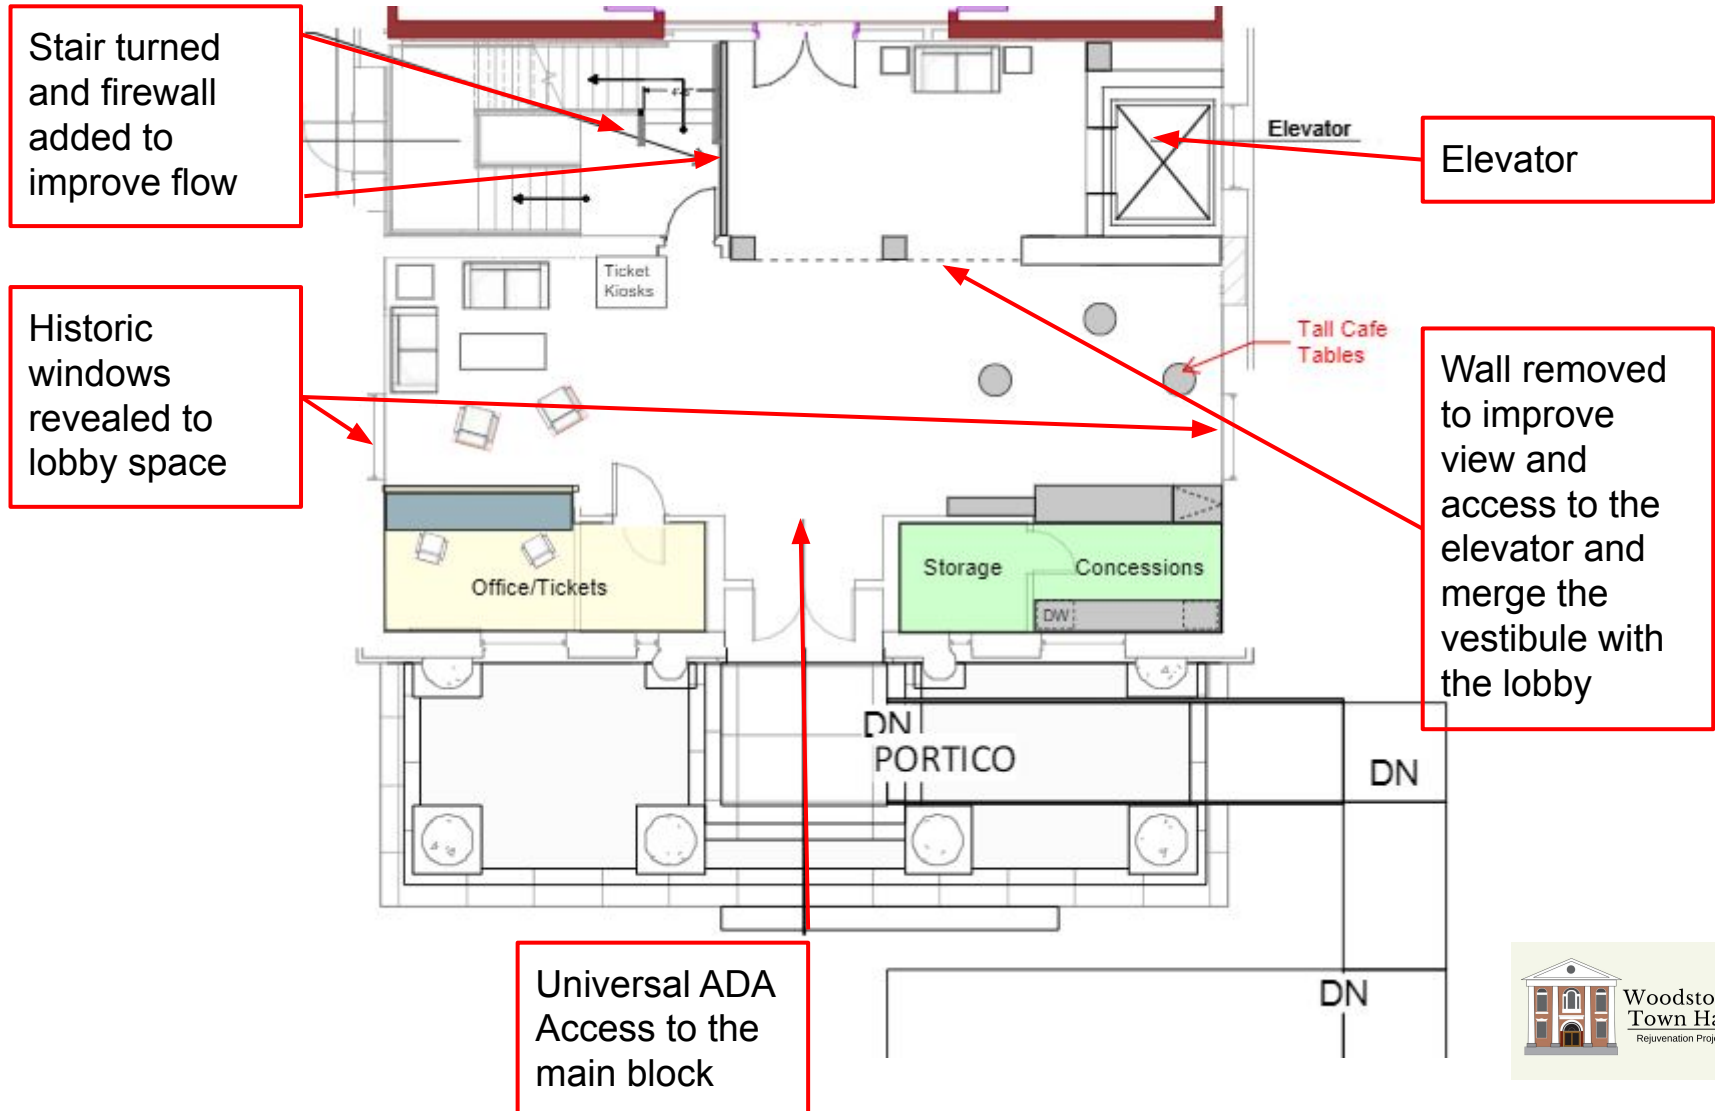 Stair turned
and firewall
added to
improve flow
Elevator
Elevator
Ticket
Kiosks
Historic
windows
revealed to
lobby space
Tall Cafe
Tables
Wall removed
to improve
view and
access to the
elevator and
merge the
vestibule with
the lobby
Office/Tickets
Storage
Concessions
DW
DN
PORTICO
DN
DN
Universal ADA
Access to the
main block
Woodsto
Town Ha
Rejuvenation Proj